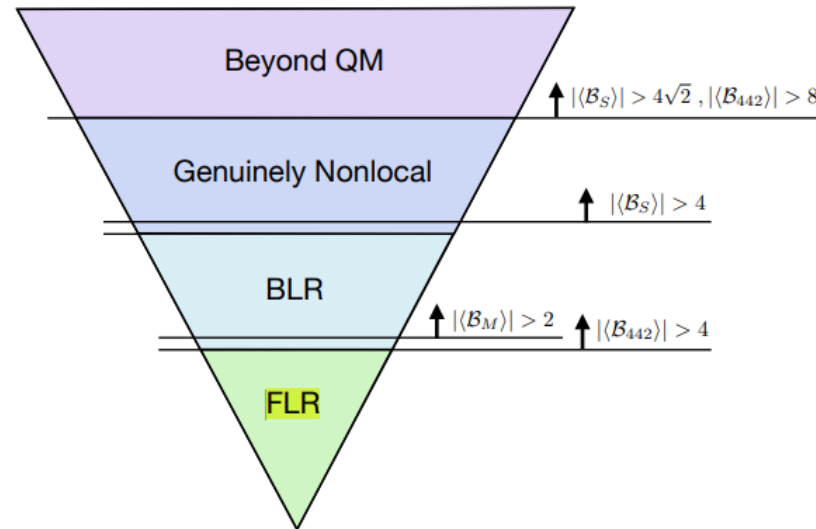 Beyond QM
|⟨𝓑_S⟩| > 4√2 , |⟨𝓑_442⟩| > 8
Genuinely Nonlocal
|⟨𝓑_S⟩| > 4
BLR
|⟨𝓑_M⟩| > 2
|⟨𝓑_442⟩| > 4
FLR